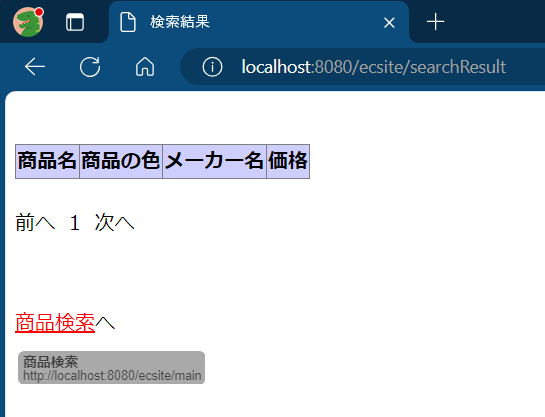 検索結果
localhost:8080/ecsite/searchResult
商品名 商品の色 メーカー名 価格
前へ 1 次へ
商品検索へ
商品検索
http://localhost:8080/ecsite/main